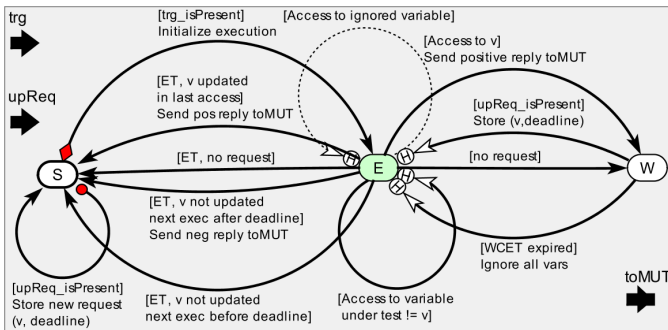 trg
[trg_isPresent]
Initialize execution
[Access to ignored variable]
[Access to v]
Send positive reply toMUT
upReq
[ET, v updated
in last access]
Send pos reply toMUT
[upReq_isPresent]
Store (v,deadline)
[ET, no request]
[no request]
S
H
E
H
H
H
W
[ET, v not updated
next exec after deadline]
Send neg reply toMUT
[WCET expired]
Ignore all vars
toMUT
[upReq_isPresent]
Store new request
(v, deadline)
[ET, v not updated
next exec before deadline]
[Access to variable
under test != v]